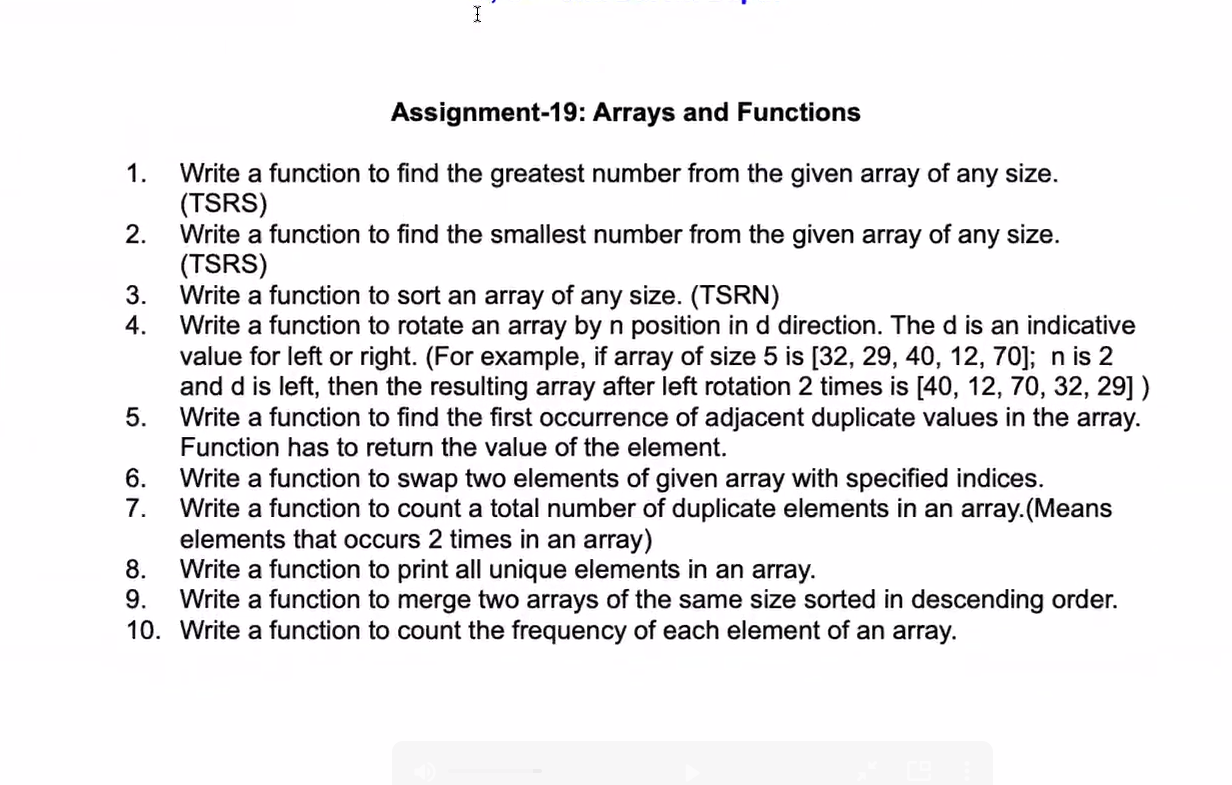 Assignment-19: Arrays and Functions
1. Write a function to find the greatest number from the given array of any size.
(TSRS)
2. Write a function to find the smallest number from the given array of any size.
(TSRS)
3. Write a function to sort an array of any size. (TSRN)
4. Write a function to rotate an array by n position in d direction. The d is an indicative
value for left or right. (For example, if array of size 5 is [32, 29, 40, 12, 70]; n is 2
and d is left, then the resulting array after left rotation 2 times is [40, 12, 70, 32, 29] )
5. Write a function to find the first occurrence of adjacent duplicate values in the array.
Function has to return the value of the element.
6. Write a function to swap two elements of given array with specified indices.
7. Write a function to count a total number of duplicate elements in an array.(Means
elements that occurs 2 times in an array)
8. Write a function to print all unique elements in an array.
9. Write a function to merge two arrays of the same size sorted in descending order.
10. Write a function to count the frequency of each element of an array.